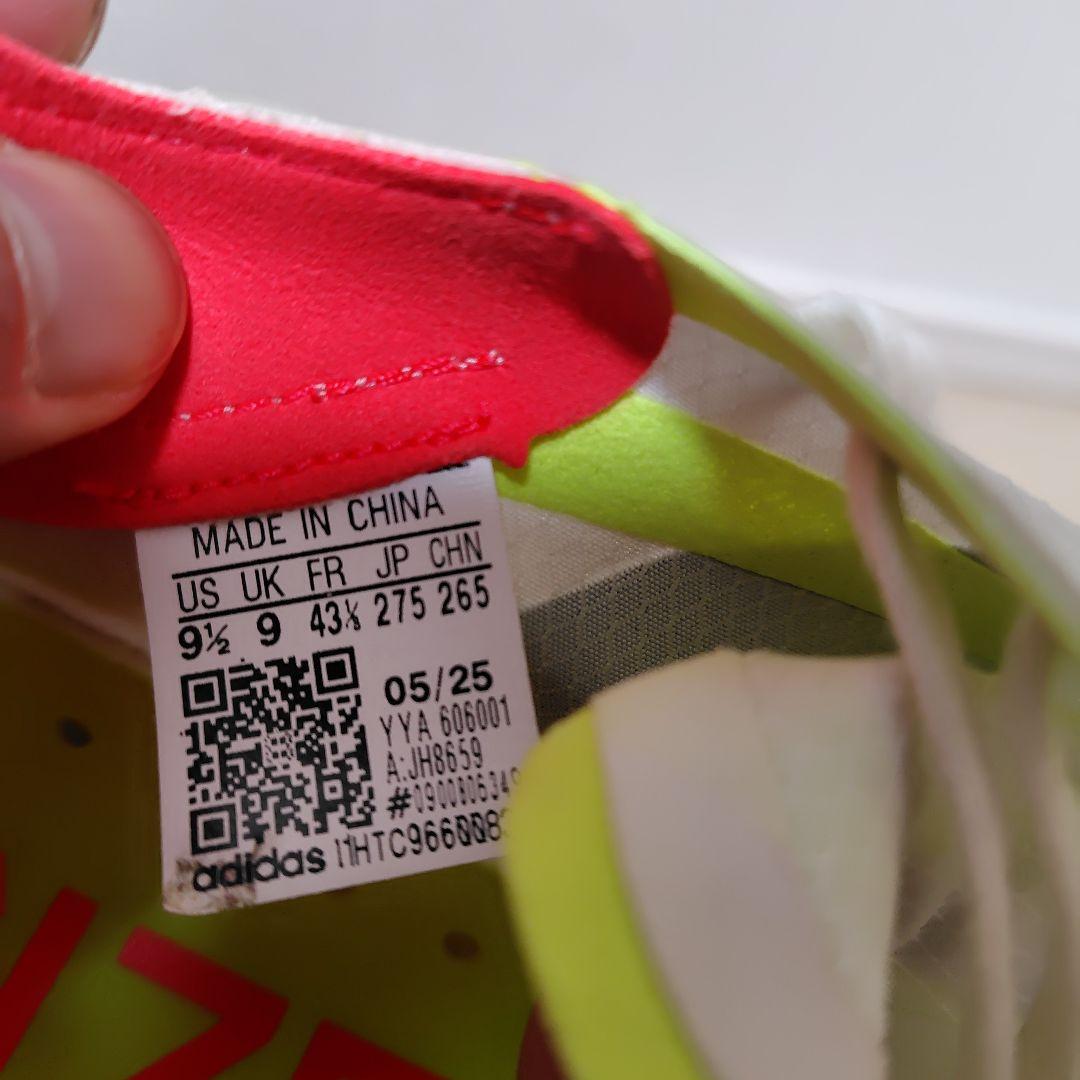 MADE IN CHINA
US UK FR JP CHN
9½ 9 43⅓ 275 265
05/25
YYA 606001
A:JH8659
adidas